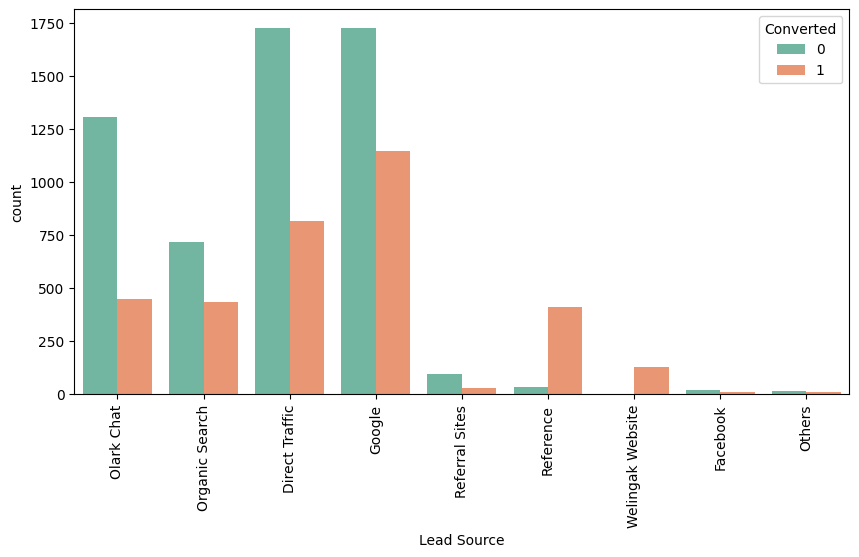 1750
1500
1250
1000
750
500
250
0
count
Converted
0
1
Olark Chat
Organic Search
Direct Traffic
Google
Referral Sites
Reference
Welingak Website
Facebook
Others
Lead Source